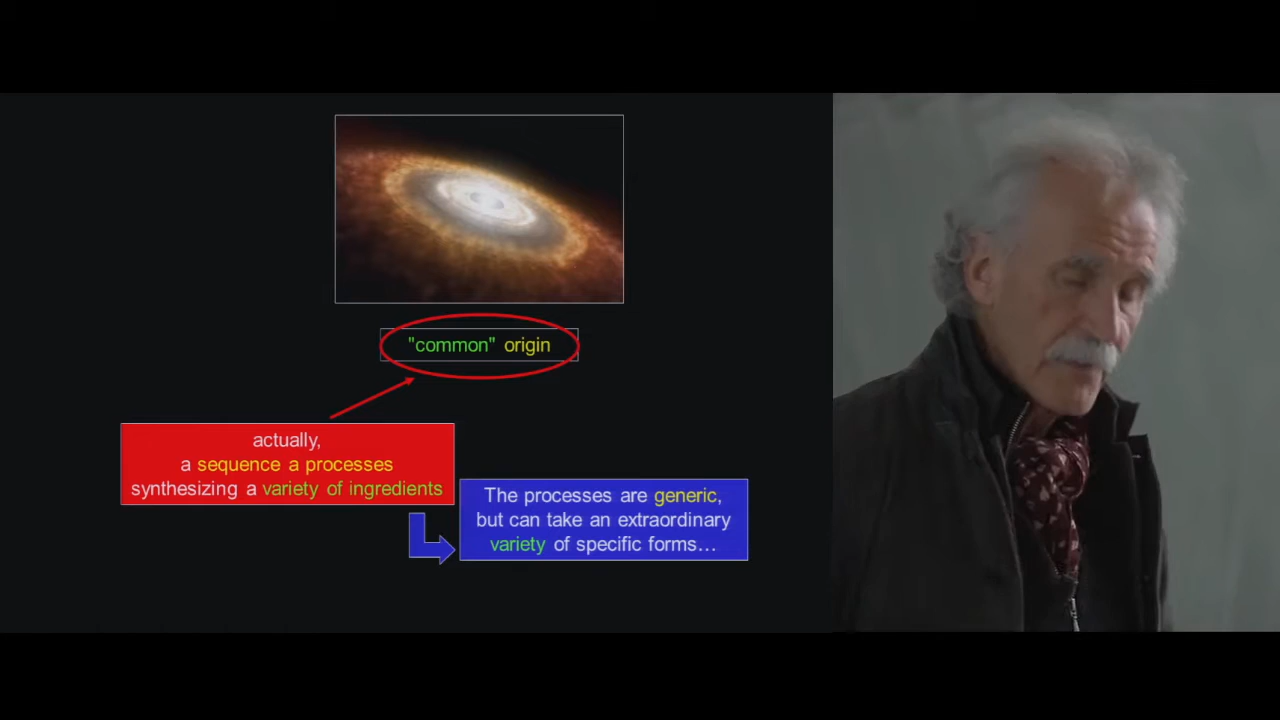 "common" origin
actually,
a sequence a processes
synthesizing a variety of ingredients
The processes are generic,
but can take an extraordinary
variety of specific forms...